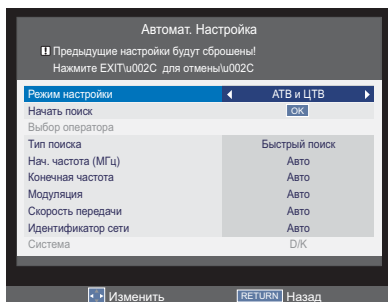 Автомат. Настройка
Предыдущие настройки будут сброшены!
Нажмите EXIT\u002C для отмены\u002C
Режим настройки АТВ и ЦТВ
Начать поиск OK
Выбор оператора
Тип поиска Быстрый поиск
Нач. частота (МГц) Авто
Конечная частота Авто
Модуляция Авто
Скорость передачи Авто
Идентификатор сети Авто
Система D/K
Изменить RETURN Назад